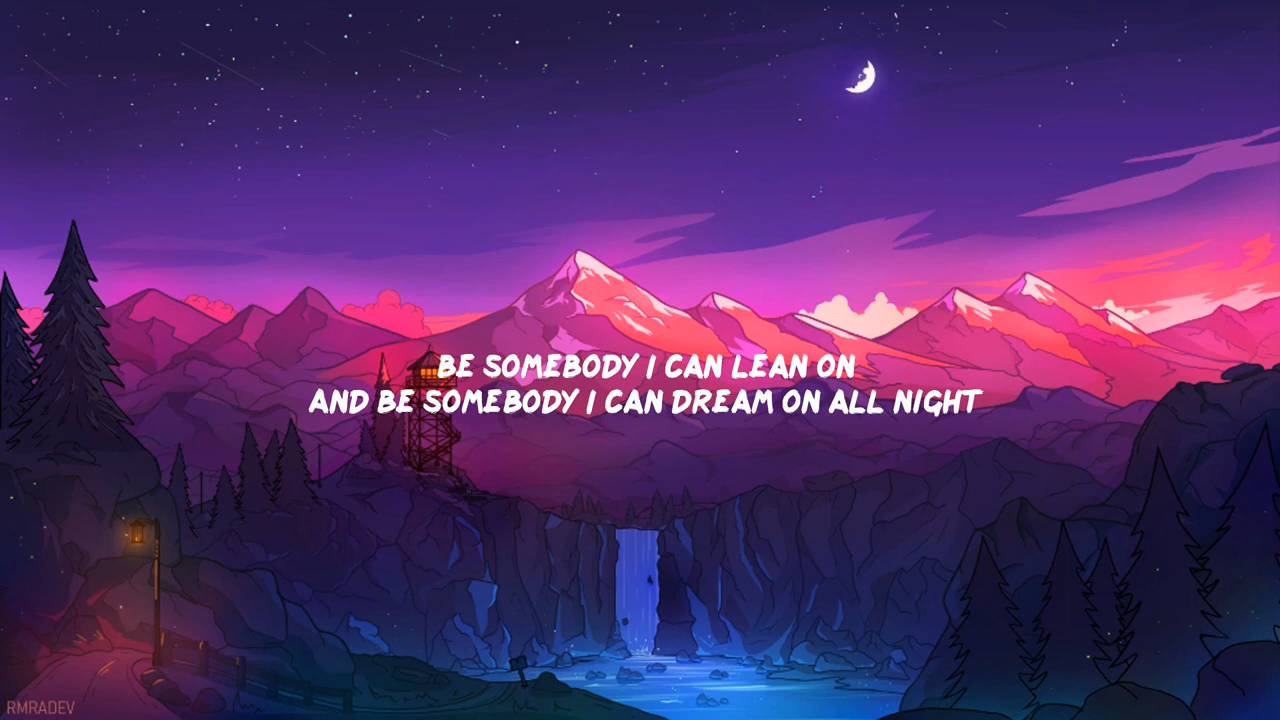 BE SOMEBODY I CAN LEAN ON
AND BE SOMEBODY I CAN DREAM ON ALL NIGHT
RMRADEV